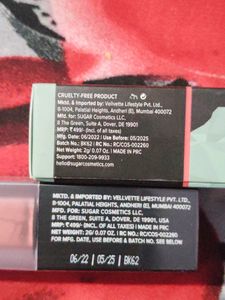 CRUELTY-FREE PRODUCT
Mktd. & Imported by: Vellvette Lifestyle Pvt. Ltd.,
B-1004, Palatial Heights, Andheri (E), Mumbai 400072
Mfg. for: SUGAR Cosmetics LLC.
8 The Green, Suite A, Dover, DE 19901
MRP: ₹499/- (Incl. of all taxes)
Mfg. Date: 06/2022 | Use Before 05/2025
Batch No.: BK62 | RC No.: RC/COS-002260
Net Weight: 2g/ 0.07 Oz. | MADE IN PRC
Support: 1800-209-9933
hello@sugarcosmetics.com
MKTD. & IMPORTED BY: VELLVETTE LIFESTYLE PVT. LTD.,
B-1004, PALATIAL HEIGHTS, ANDHERI (E), MUMBAI 400072
MFG. FOR: SUGAR COSMETICS LLC.
8 THE GREEN, SUITE A, DOVER, DE 19901
MRP: ₹499/- (INCL. OF ALL TAXES) | MADE IN PRC
NET WEIGHT: 2G/ 0.07 OZ. | RC NO.: RC/COS-002260
FOR MFG. DATE, USE BEFORE & BATCH NO. SEE BELOW
06/22 | 05/25 | BK62